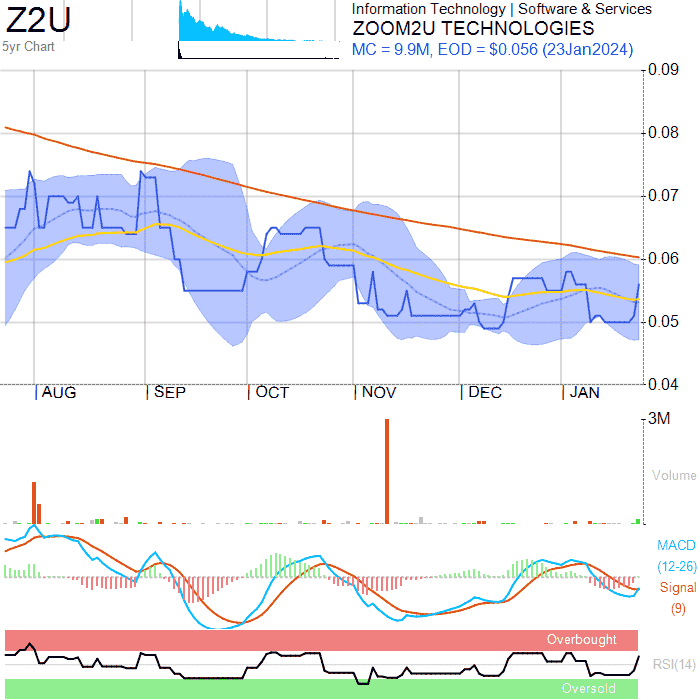 Z2U
5yr Chart
Information Technology | Software & Services
ZOOM2U TECHNOLOGIES
MC = 9.9M, EOD = $0.056 (23Jan2024)
0.09
0.08
0.07
0.06
0.05
0.04
AUG SEP OCT NOV DEC JAN
3M
Volume
MACD
(12-26)
Signal
(9)
Overbought
RSI(14)
Oversold